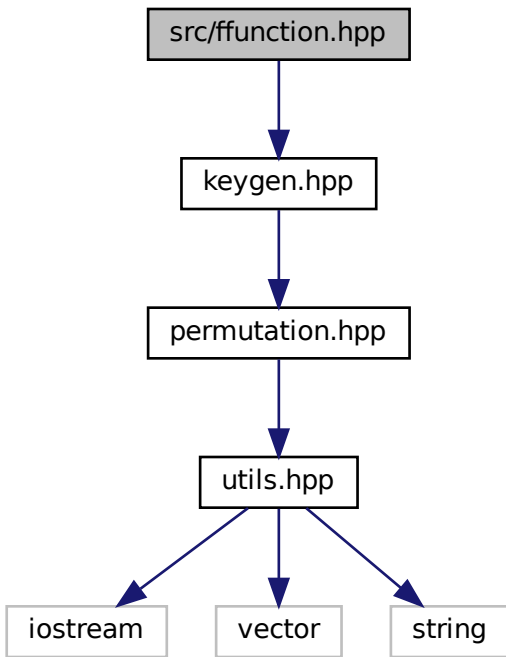 src/ffunction.hpp
keygen.hpp
permutation.hpp
utils.hpp
iostream
vector
string